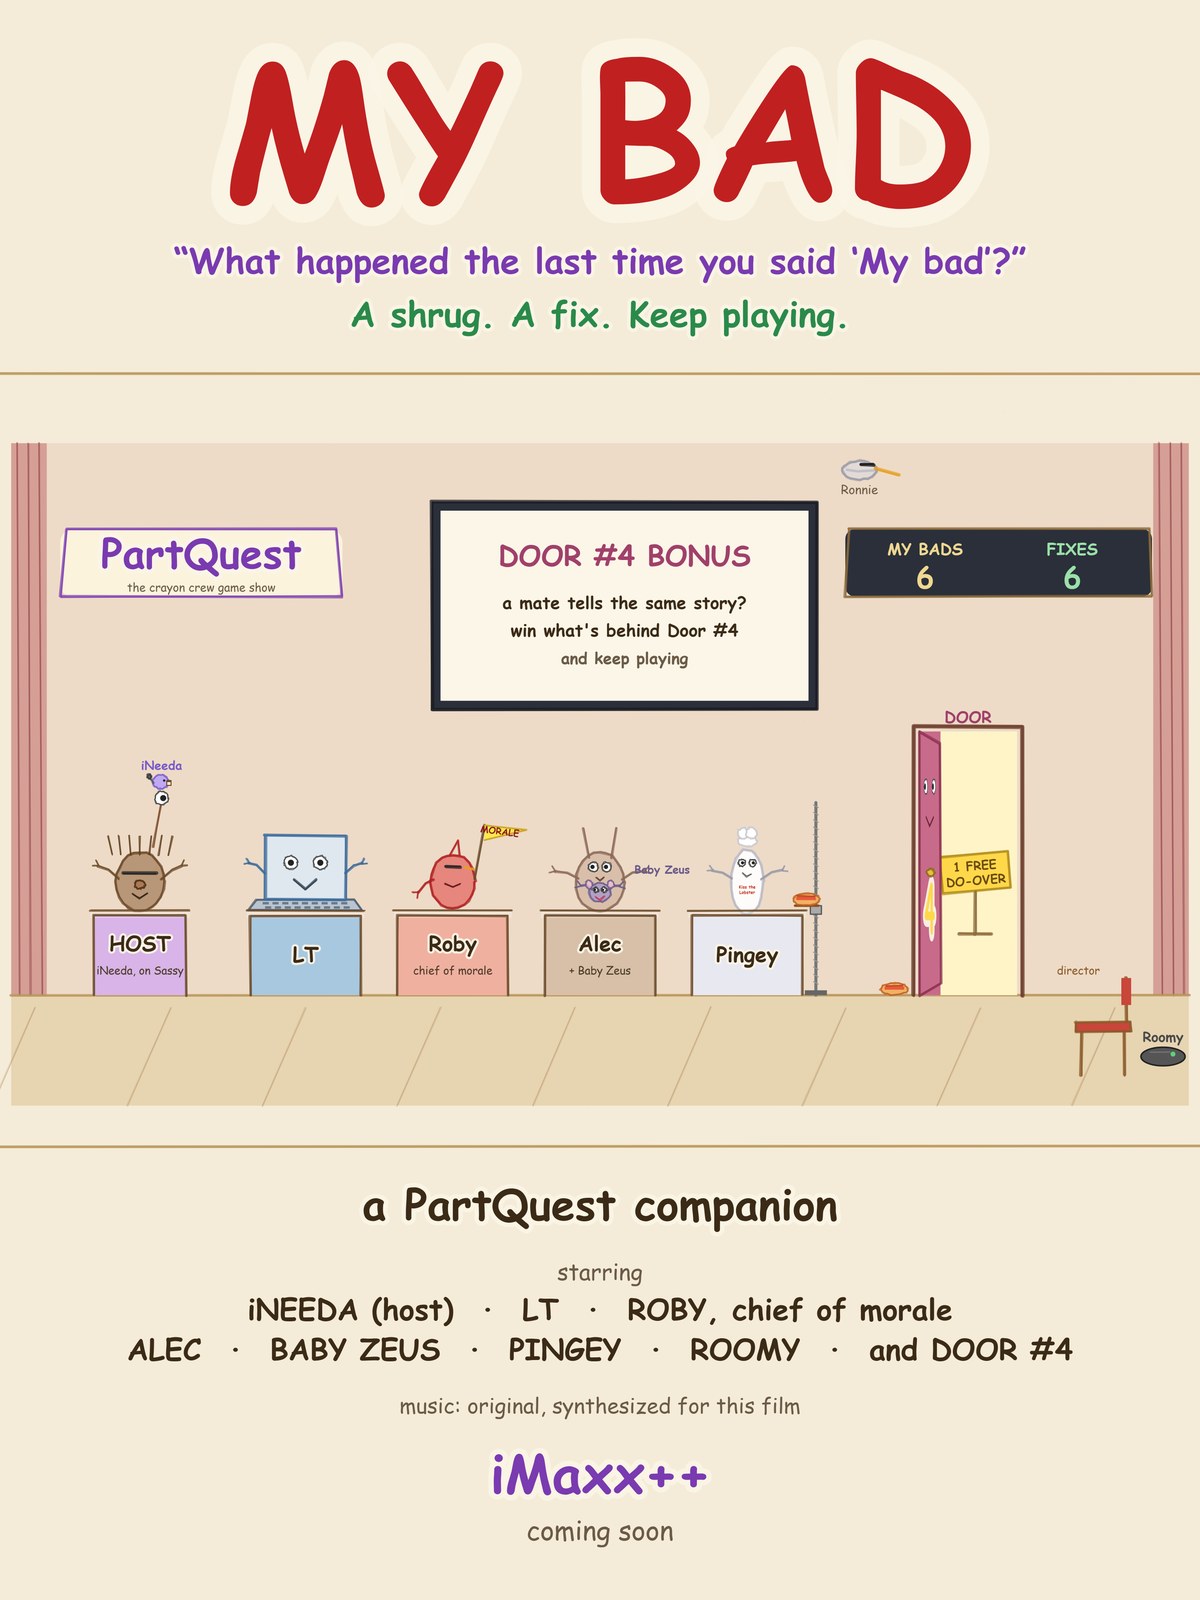 MY BAD
“What happened the last time you said ‘My bad’?”
A shrug. A fix. Keep playing.
Ronnie
PartQuest
the crayon crew game show
DOOR #4 BONUS
a mate tells the same story?
win what's behind Door #4
and keep playing
MY BADS
FIXES
6
6
DOOR
iNeeda
MORALE
Baby Zeus
Kiss the
Lobster
1 FREE
DO-OVER
4
HOST
iNeeda, on Sassy
LT
Roby
chief of morale
Alec
+ Baby Zeus
Pingey
director
Roomy
a PartQuest companion
starring
iNEEDA (host) · LT · ROBY, chief of morale
ALEC · BABY ZEUS · PINGEY · ROOMY · and DOOR #4
music: original, synthesized for this film
iMaxx++
coming soon